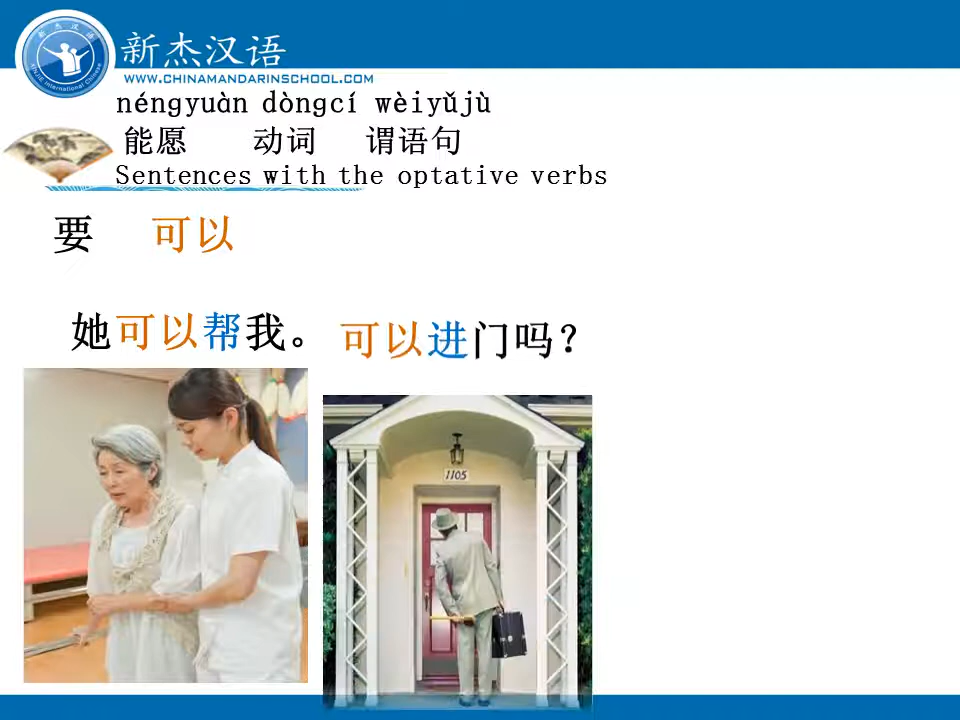 新杰汉语
WWW.CHINAMANDARINSCHOOL.COM
néngyuàn dòngcí wèiyǔjù
能愿 动词 谓语句
Sentences with the optative verbs
要 可以
她可以帮我。
可以进门吗?
1105